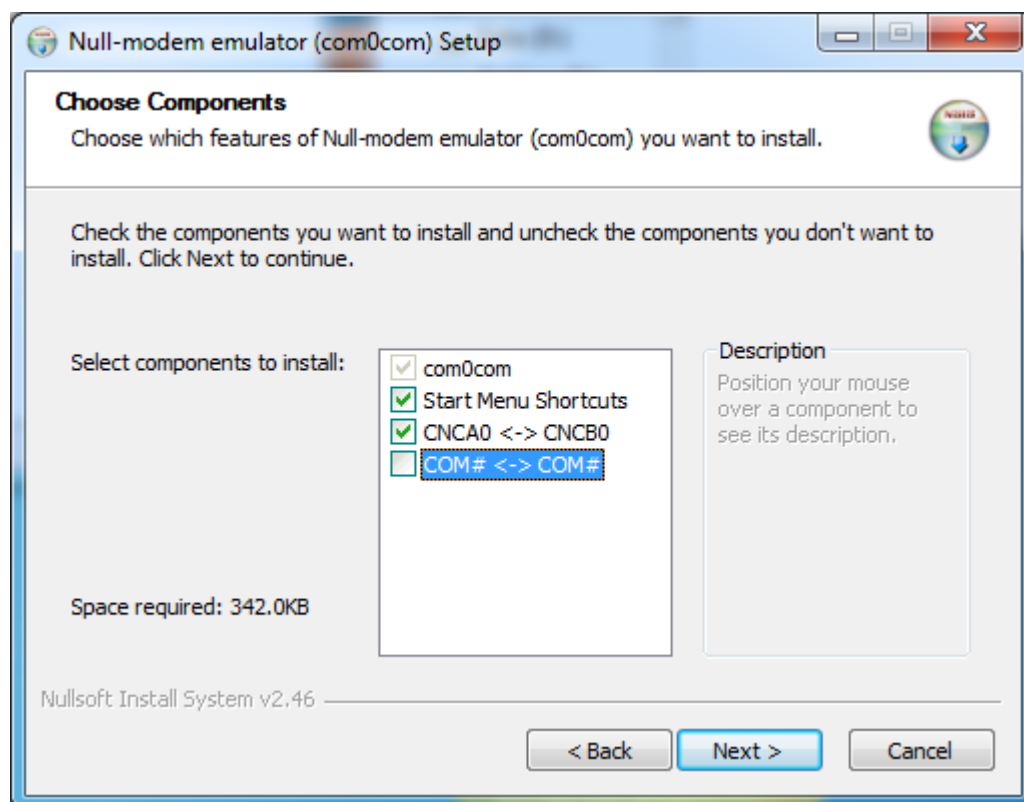 Null-modem emulator (com0com) Setup
Choose Components
Choose which features of Null-modem emulator (com0com) you want to install.
Check the components you want to install and uncheck the components you don't want to
install. Click Next to continue.
Select components to install:
com0com
Start Menu Shortcuts
CNCA0 <-> CNCB0
COM# <-> COM#
Description
Position your mouse
over a component to
see its description.
Space required: 342.0KB
Nullsoft Install System v2.46
< Back
Next >
Cancel